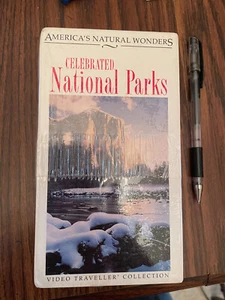 AMERICA'S NATURAL WONDERS
CELEBRATED
National Parks
VIDEO TRAVELLER® COLLECTION